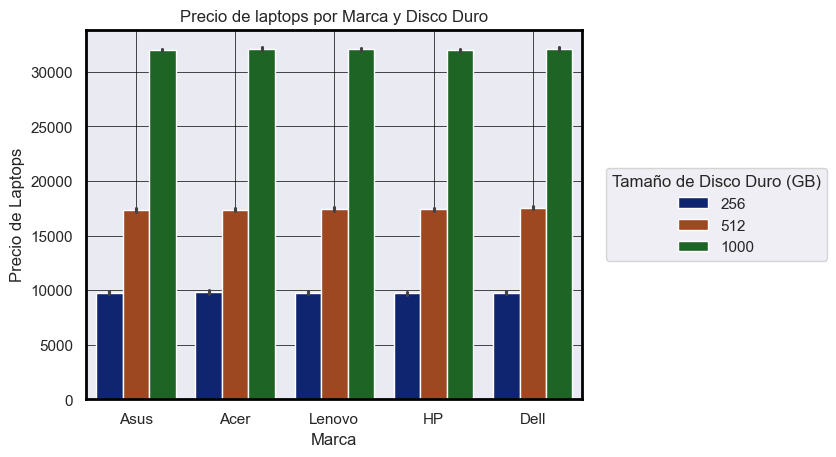 Precio de laptops por Marca y Disco Duro
Precio de Laptops
30000
25000
20000
15000
10000
5000
0
Asus Acer Lenovo HP Dell
Marca
Tamaño de Disco Duro (GB)
256
512
1000